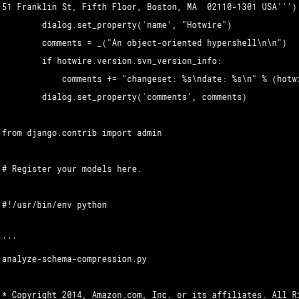 51 Franklin St, Fifth Floor, Boston, MA  02110-1301 USA''')
dialog.set_property('name', "Hotwire")
comments = _("An object-oriented hypershell\n\n")
if hotwire.version.svn_version_info:
comments += "changeset: %s\ndate: %s\n" % (hotwi
dialog.set_property('comments', comments)
from django.contrib import admin
# Register your models here.
#!/usr/bin/env python
...
analyze-schema-compression.py
* Copyright 2014, Amazon.com, Inc. or its affiliates. All Ri